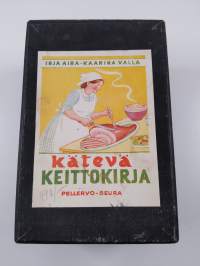 IRJA AIRA-KAARINA VALLA
Kätevä
KEITTOKIRJA
PELLERVO-SEURA